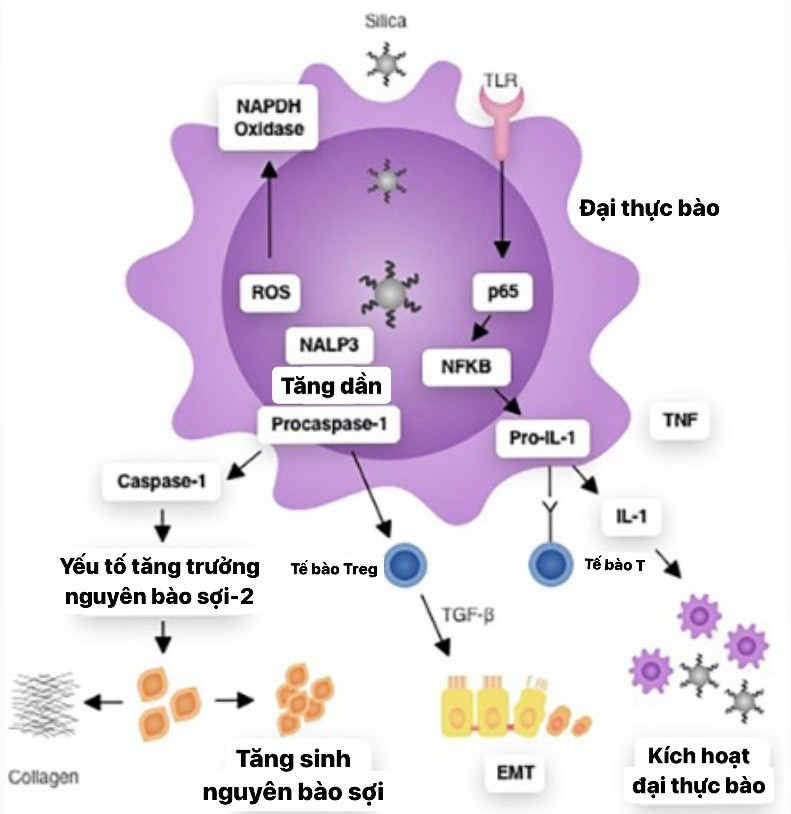 Silica
NAPDH
Oxidase
TLR
Đại thực bào
ROS
p65
NALP3
NFKB
Tăng dần
Procaspase-1
TNF
Pro-IL-1
Caspase-1
IL-1
Yếu tố tăng trưởng
nguyên bào sợi-2
Tế bào Treg
Tế bào T
TGF-β
Collagen
Tăng sinh
nguyên bào sợi
EMT
Kích hoạt
đại thực bào